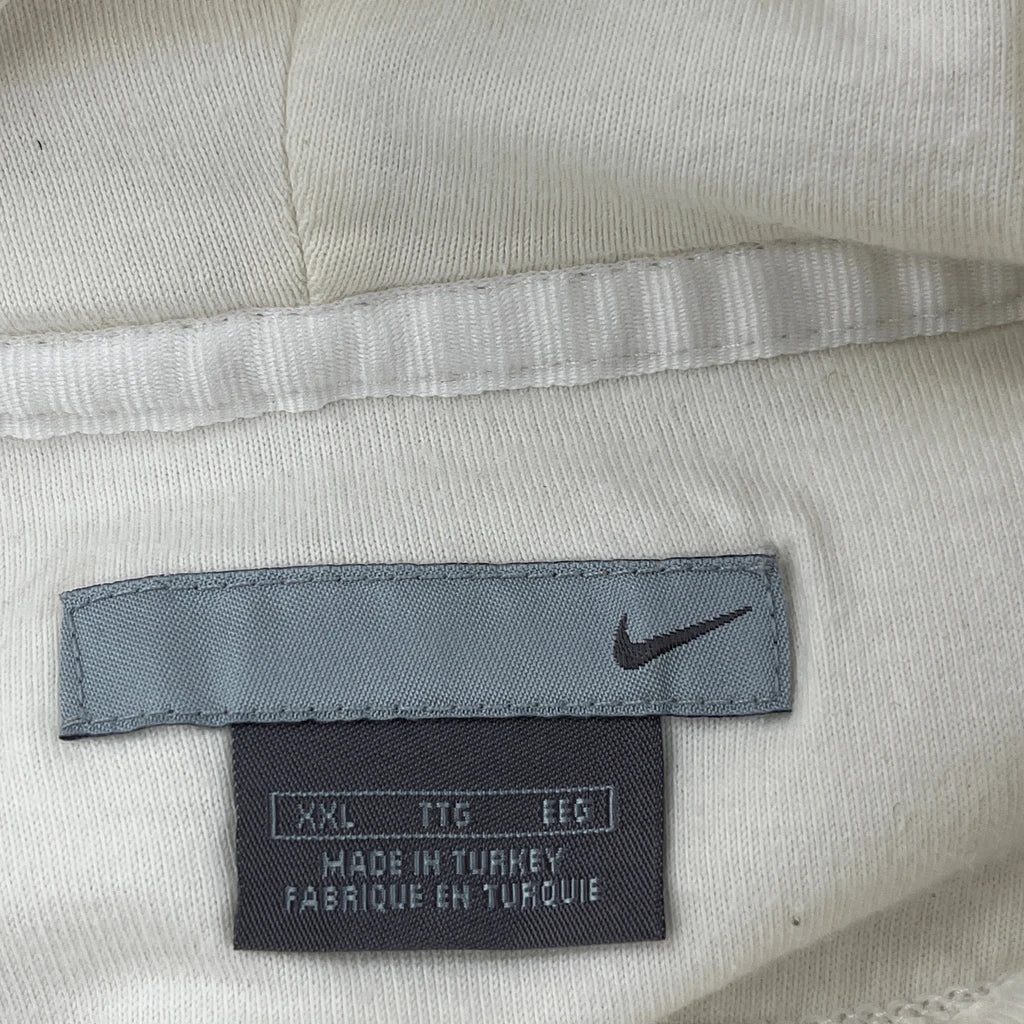 XXL TTG EEG
MADE IN TURKEY
FABRIQUE EN TURQUIE